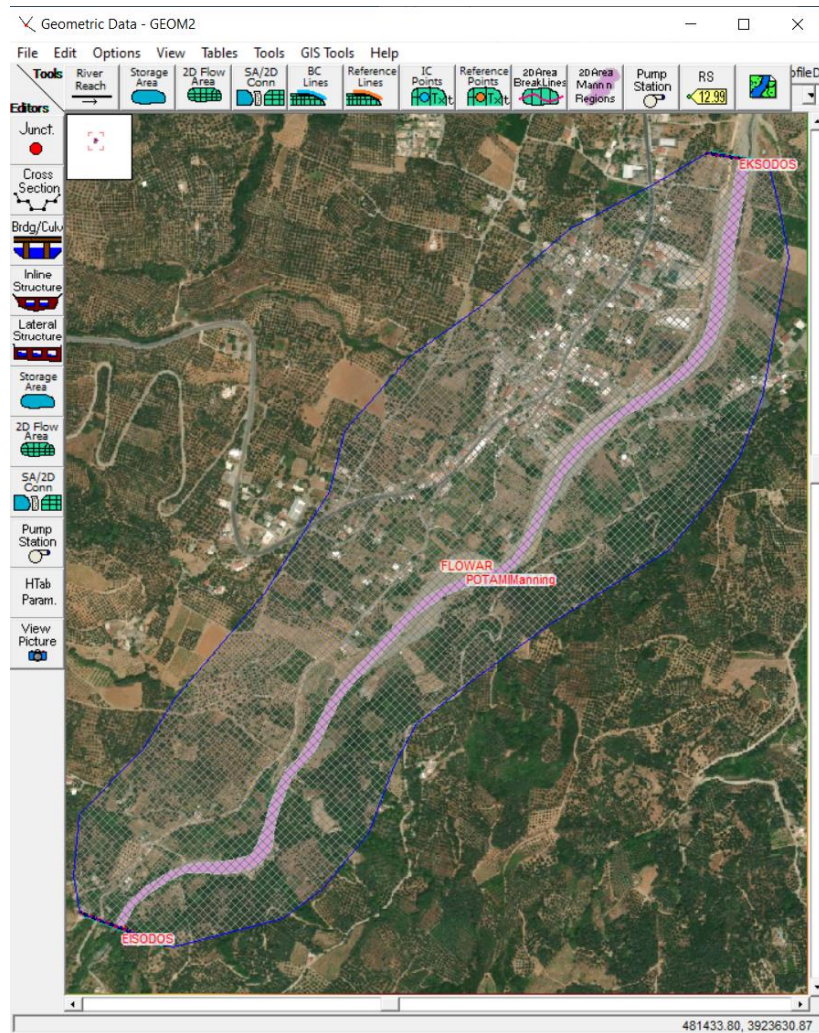 Geometric Data - GEOM2
File Edit Options View Tables Tools GIS Tools Help
Tools
Editors
River Reach
Storage Area
2D Flow Area
SA/2D Conn
BC Lines
Reference Lines
IC Points
Reference Points
2D Area BreakLines
2D Area Mann n Regions
Pump Station
RS
12.99
Junct.
Cross Section
Brdg/Culv
Inline Structure
Lateral Structure
Storage Area
2D Flow Area
SA/2D Conn
Pump Station
HTab Param.
View Picture
EKSODOS
FLOWAR
POTAMIManning
EISODOS
481433.80, 3923630.87